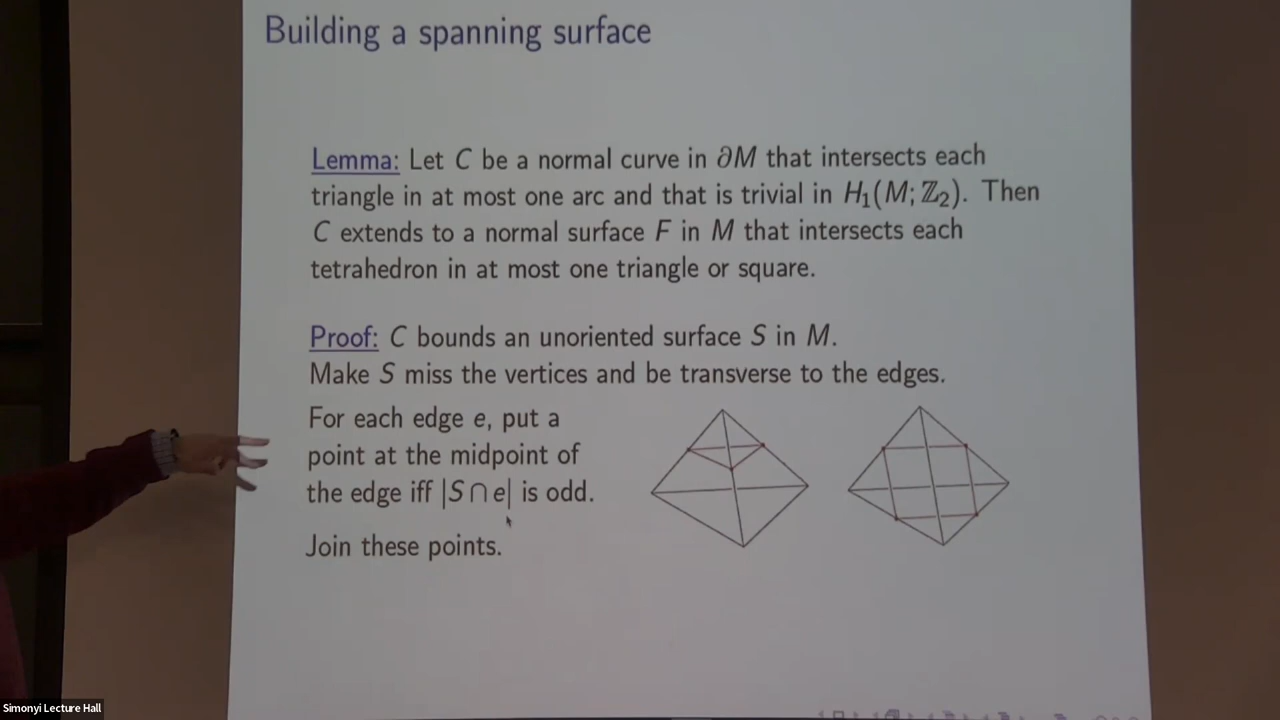 Building a spanning surface
Lemma: Let C be a normal curve in ∂M that intersects each
triangle in at most one arc and that is trivial in H₁(M; ℤ₂). Then
C extends to a normal surface F in M that intersects each
tetrahedron in at most one triangle or square.
Proof: C bounds an unoriented surface S in M.
Make S miss the vertices and be transverse to the edges.
For each edge e, put a
point at the midpoint of
the edge iff |S ∩ e| is odd.
Join these points.
Simonyi Lecture Hall